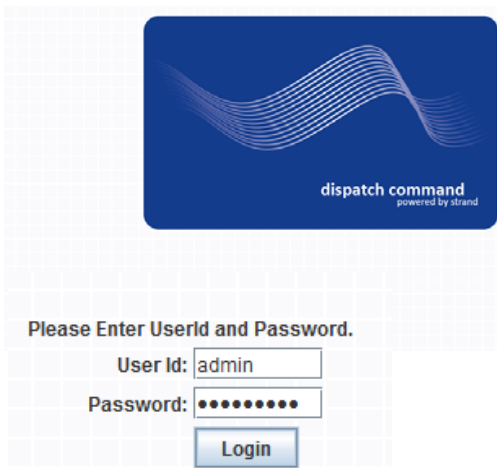 dispatch command
powered by strand
Please Enter UserId and Password.
User Id: admin
Password: •••••••••
Login